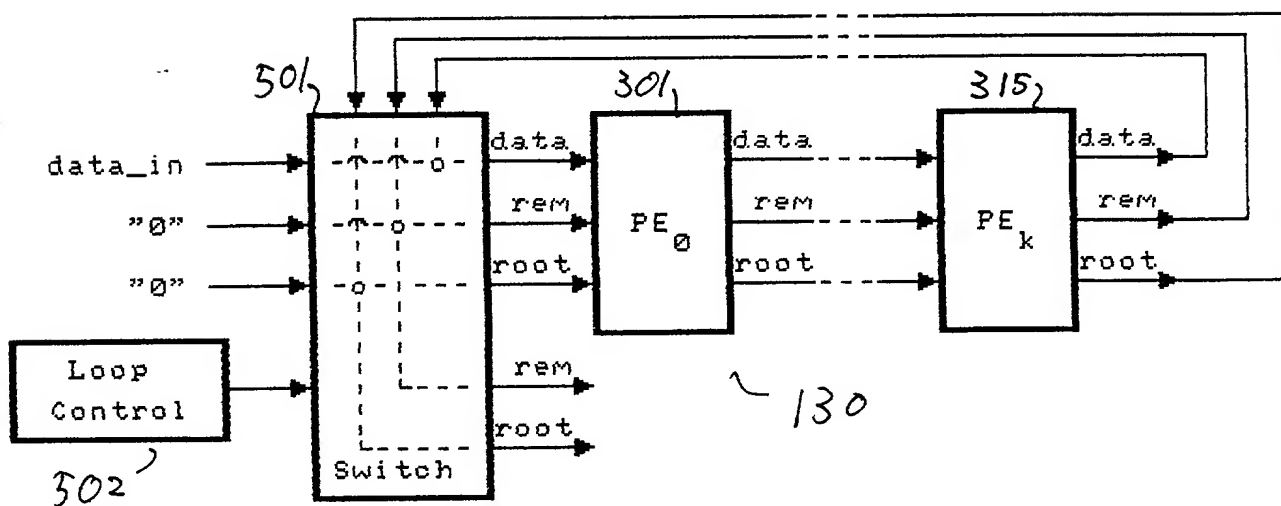 501
301
315
data_in
"0"
"0"
data
rem
root
PE0
data
rem
root
PEk
data
rem
root
Loop
Control
rem
root
Switch
130
502